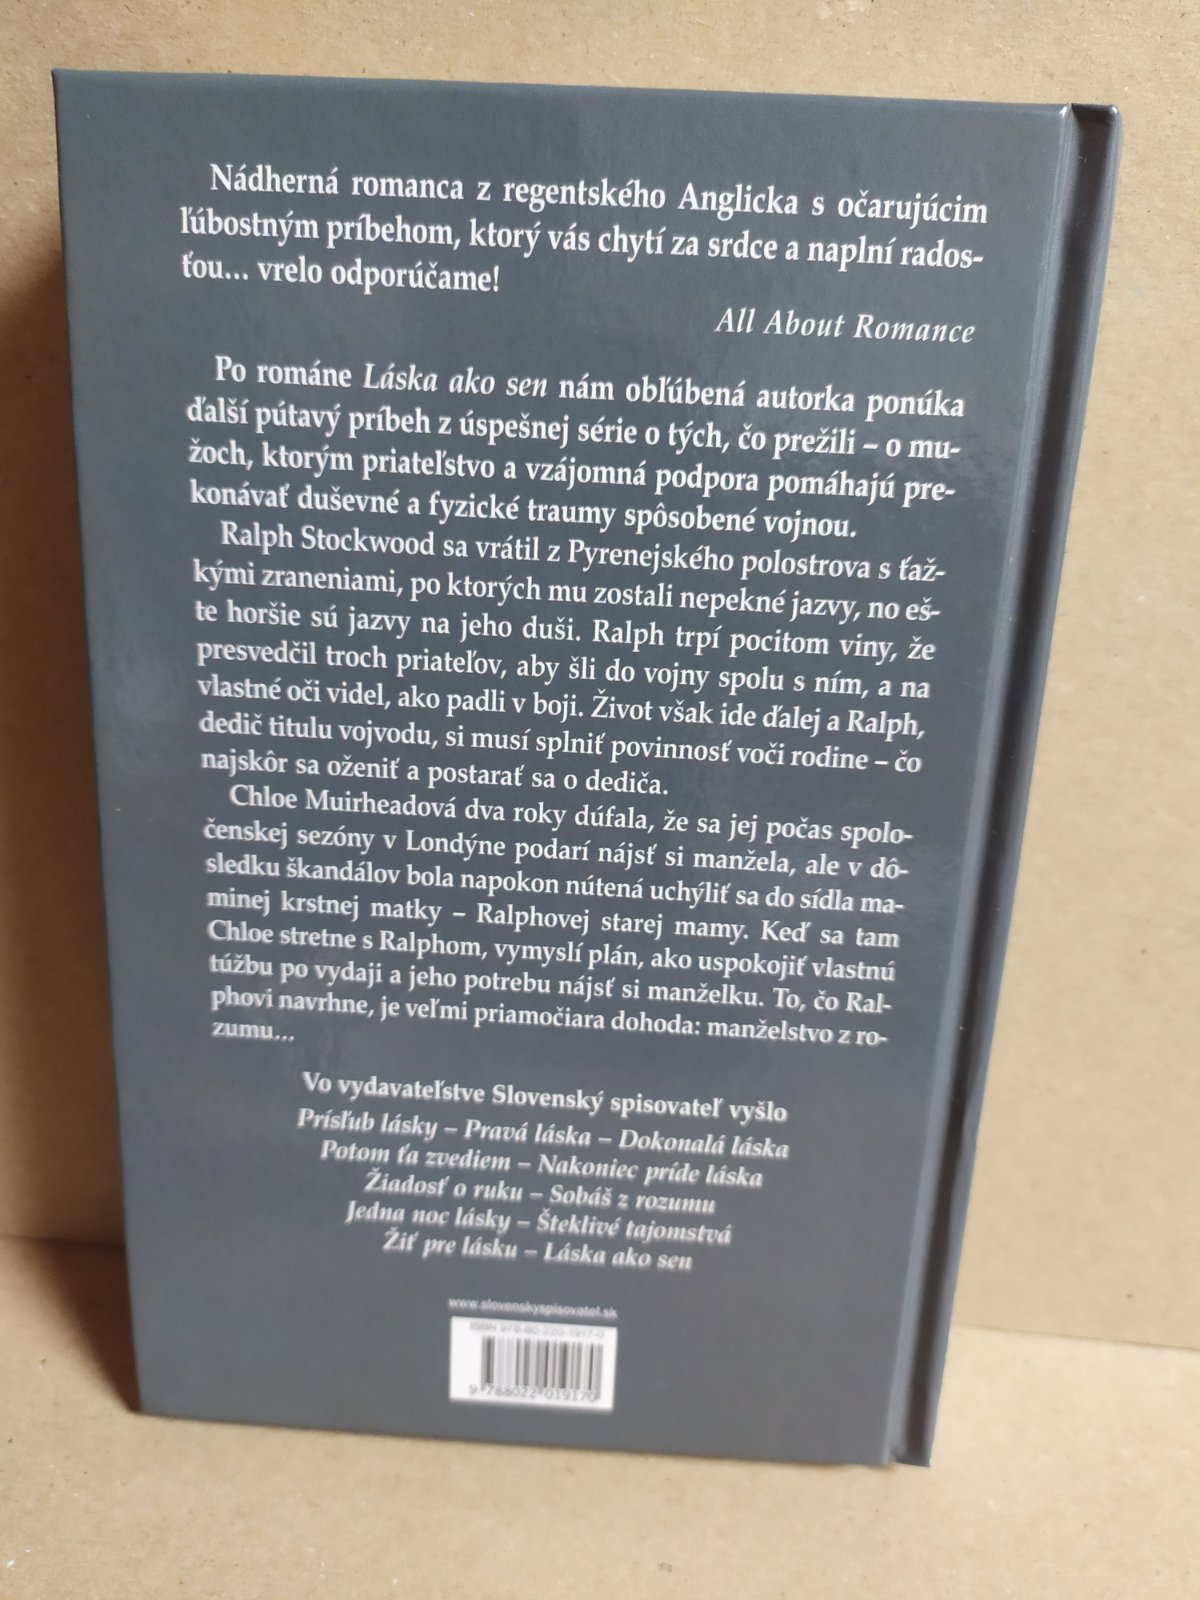 Nádherná romanca z regentského Anglicka s očarujúcim
ľúbostným príbehom, ktorý vás chytí za srdce a naplní rados-
ťou... vrelo odporúčame!
All About Romance
Po románe Láska ako sen nám obľúbená autorka ponúka
ďalší pútavý príbeh z úspešnej série o tých, čo prežili – o mu-
žoch, ktorým priateľstvo a vzájomná podpora pomáhajú pre-
konávať duševné a fyzické traumy spôsobené vojnou.
Ralph Stockwood sa vrátil z Pyrenejského polostrova s ťaž-
kými zraneniami, po ktorých mu zostali nepekné jazvy, no eš-
te horšie sú jazvy na jeho duši. Ralph trpí pocitom viny, že
presvedčil troch priateľov, aby šli do vojny spolu s ním, a na
vlastné oči videl, ako padli v boji. Život však ide ďalej a Ralph,
dedič titulu vojvodu, si musí splniť povinnosť voči rodine – čo
najskôr sa oženiť a postarať sa o dediča.
Chloe Muirheadová dva roky dúfala, že sa jej počas spolo-
čenskej sezóny v Londýne podarí nájsť si manžela, ale v dô-
sledku škandálov bola napokon nútená uchýliť sa do sídla ma-
minej krstnej matky – Ralphovej starej mamy. Keď sa tam
Chloe stretne s Ralphom, vymyslí plán, ako uspokojiť vlastnú
túžbu po vydaji a jeho potrebu nájsť si manželku. To, čo Ral-
phovi navrhne, je veľmi priamočiara dohoda: manželstvo z ro-
zumu...
Vo vydavateľstve Slovenský spisovateľ vyšlo
Prísľub lásky – Pravá láska – Dokonalá láska
Potom ťa zvediem – Nakoniec príde láska
Žiadosť o ruku – Sobáš z rozumu
Jedna noc lásky – Šteklivé tajomstvá
Žiť pre lásku – Láska ako sen
www.slovenskyspisovatel.sk
ISBN 978-80-220-1917-0
9 788022 019170